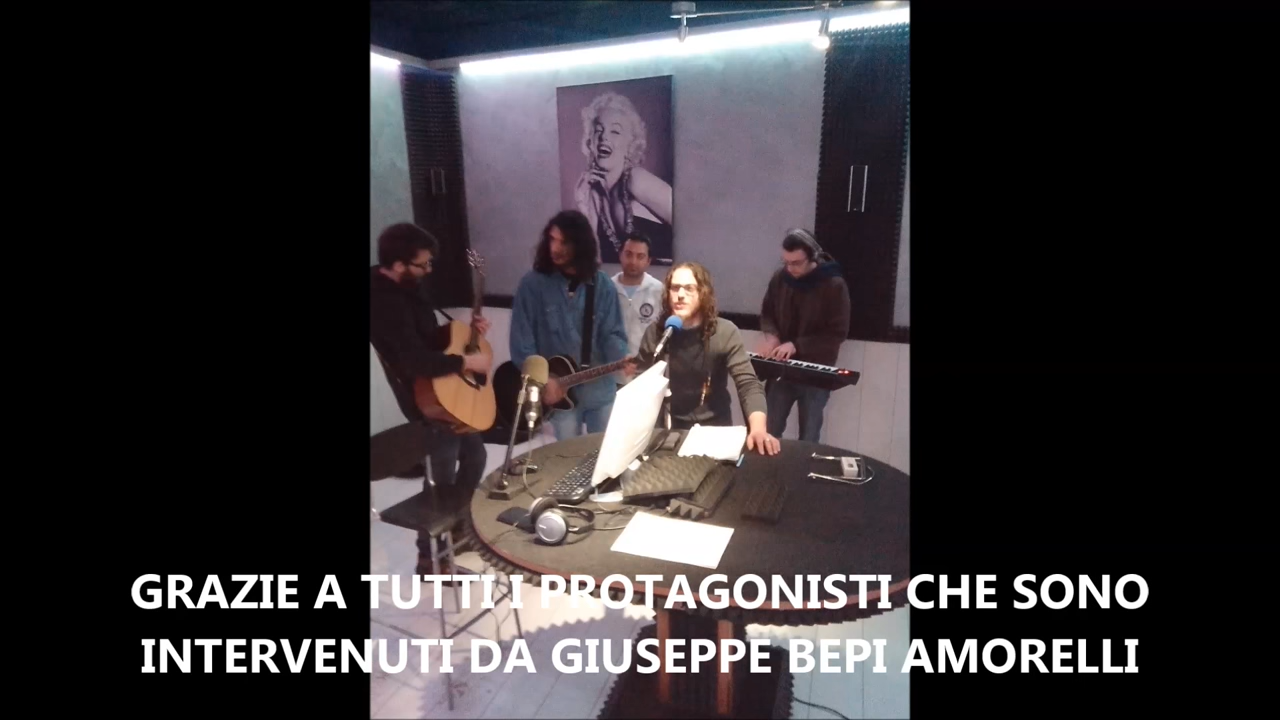 GRAZIE A TUTTI I PROTAGONISTI CHE SONO
INTERVENUTI DA GIUSEPPE BEPI AMORELLI